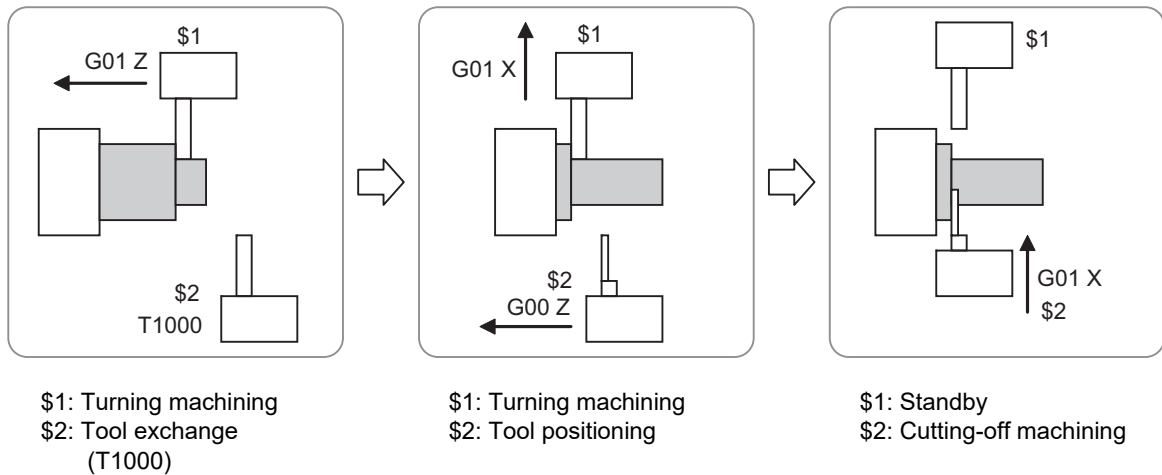 $1
G01 Z
$2
T1000
$1
G01 X
$2
G00 Z
$1
G01 X
$2
$1: Turning machining
$2: Tool exchange
(T1000)
$1: Turning machining
$2: Tool positioning
$1: Standby
$2: Cutting-off machining